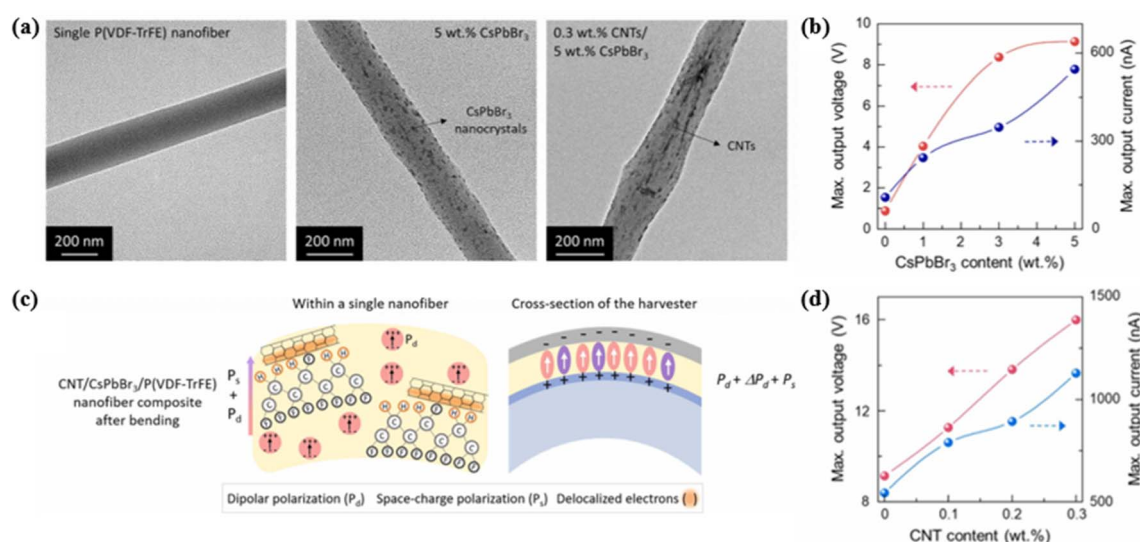 (a)
Single P(VDF-TrFE) nanofiber
200 nm
5 wt.% CsPbBr₃
CsPbBr₃
nanocrystals
200 nm
0.3 wt.% CNTs/
5 wt.% CsPbBr₃
CNTs
200 nm
(b)
Max. output voltage (V)
10
8
6
4
2
0
Max. output current (nA)
600
300
0
0 1 2 3 4 5
CsPbBr₃ content (wt.%)
(c)
Within a single nanofiber
Cross-section of the harvester
CNT/CsPbBr₃/P(VDF-TrFE)
nanofiber composite
after bending
Pₛ
+
P_d
P_d
P_d + ΔP_d + Pₛ
Dipolar polarization (P_d) Space-charge polarization (Pₛ) Delocalized electrons ( )
(d)
Max. output voltage (V)
16
12
8
Max. output current (nA)
1500
1000
500
0 0.1 0.2 0.3
CNT content (wt.%)